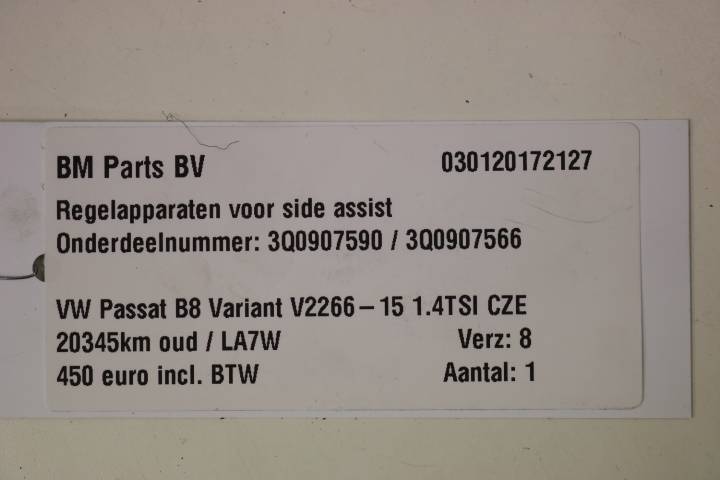 BM Parts BV 030120172127
Regelapparaten voor side assist
Onderdeelnummer: 3Q0907590 / 3Q0907566
VW Passat B8 Variant V2266-15 1.4TSI CZE
20345km oud / LA7W Verz: 8
450 euro incl. BTW Aantal: 1